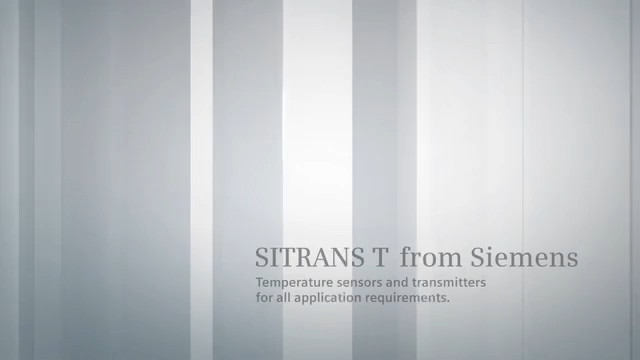 SITRANS T from Siemens
Temperature sensors and transmitters
for all application requirements.